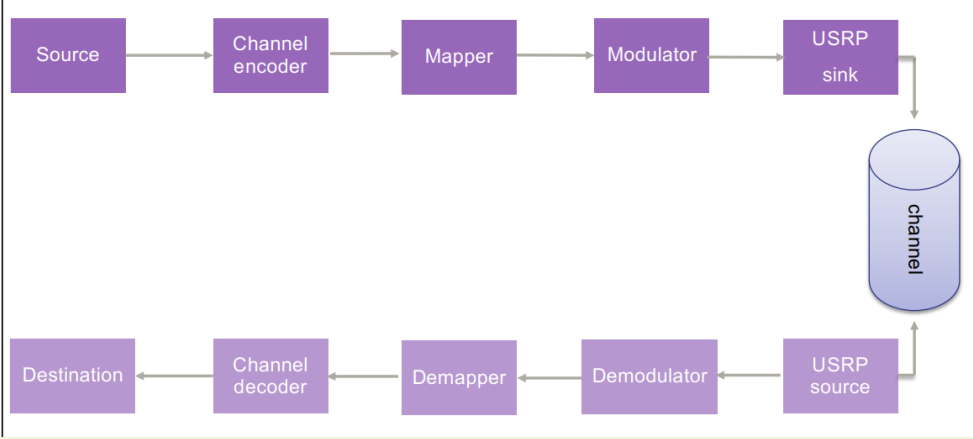 Source
Channel
encoder
Mapper
Modulator
USRP
sink
channel
Destination
Channel
decoder
Demapper
Demodulator
USRP
source